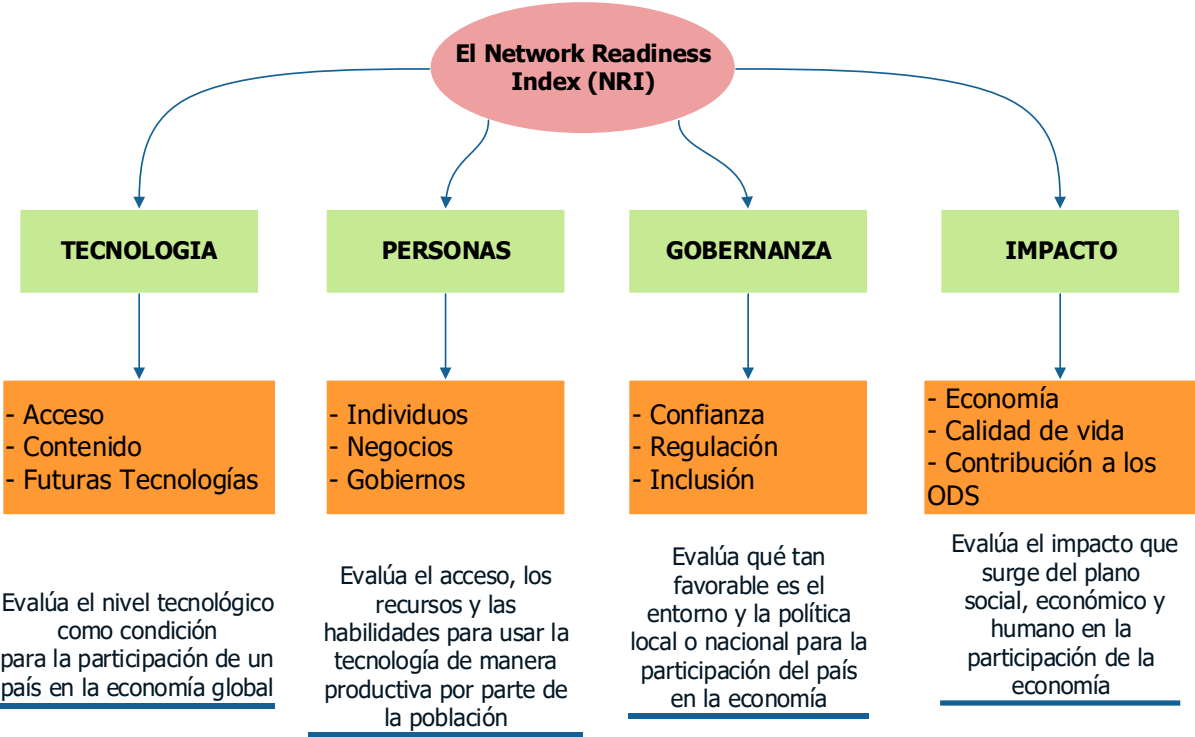 El Network Readiness
Index (NRI)
TECNOLOGIA
PERSONAS
GOBERNANZA
IMPACTO
- Acceso
- Contenido
- Futuras Tecnologías
- Individuos
- Negocios
- Gobiernos
- Confianza
- Regulación
- Inclusión
- Economía
- Calidad de vida
- Contribución a los
ODS
Evalúa el nivel tecnológico
como condición
para la participación de un
país en la economía global
Evalúa el acceso, los
recursos y las
habilidades para usar la
tecnología de manera
productiva por parte de
la población
Evalúa qué tan
favorable es el
entorno y la política
local o nacional para la
participación del país
en la economía
Evalúa el impacto que
surge del plano
social, económico y
humano en la
participación de la
economía